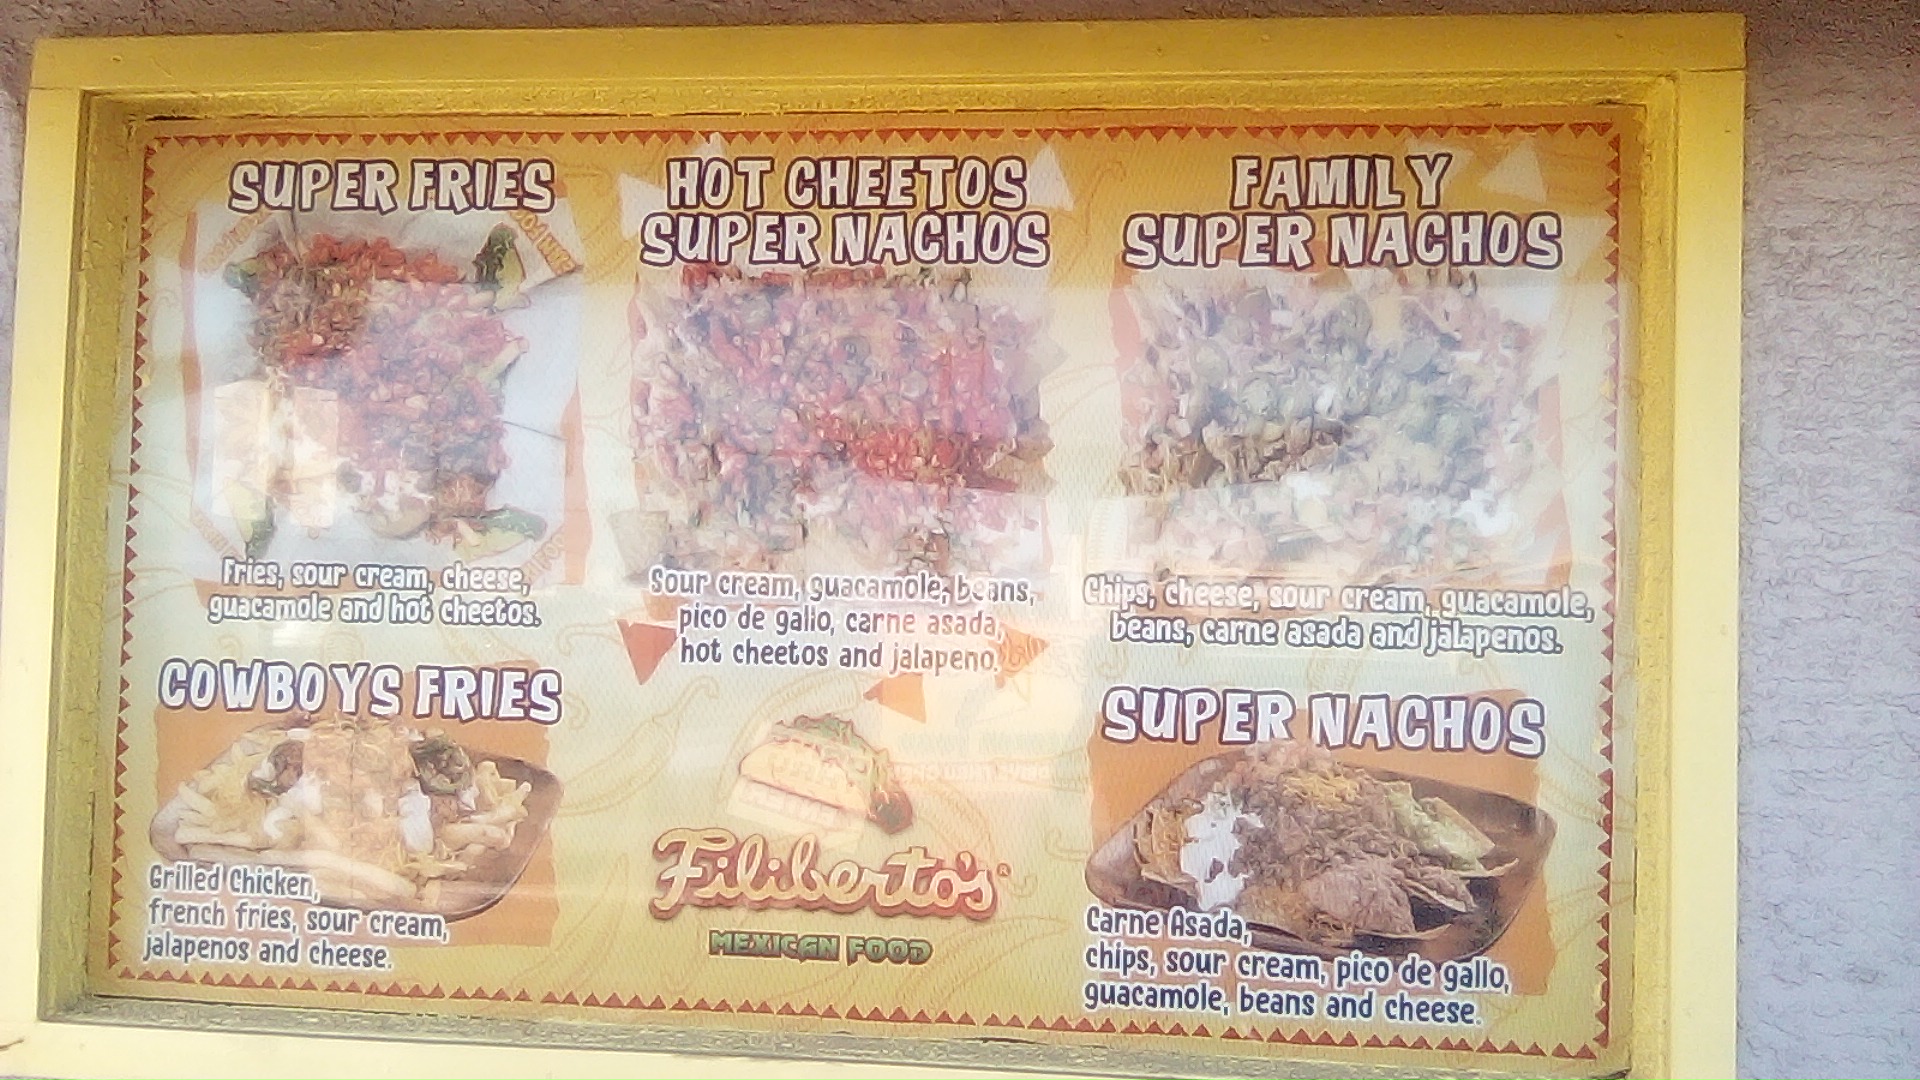 SUPER FRIES
Fries, sour cream, cheese,
guacamole and hot cheetos.
COWBOYS FRIES
Grilled Chicken,
french fries, sour cream,
jalapenos and cheese.
HOT CHEETOS
SUPER NACHOS
Sour cream, guacamole, beans,
pico de gallo, carne asada,
hot cheetos and jalapeno.
Filiberto's®
MEXICAN FOOD
FAMILY
SUPER NACHOS
Chips, cheese, sour cream, guacamole,
beans, carne asada and jalapenos.
SUPER NACHOS
Carne Asada,
chips, sour cream, pico de gallo,
guacamole, beans and cheese.